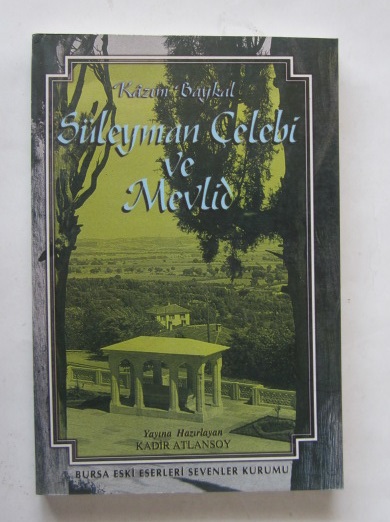 Kâzım Baykal
Süleyman Çelebi
ve
Mevlid
Yayına Hazırlayan
KADİR ATLANSOY
BURSA ESKİ ESERLERİ SEVENLER KURUMU